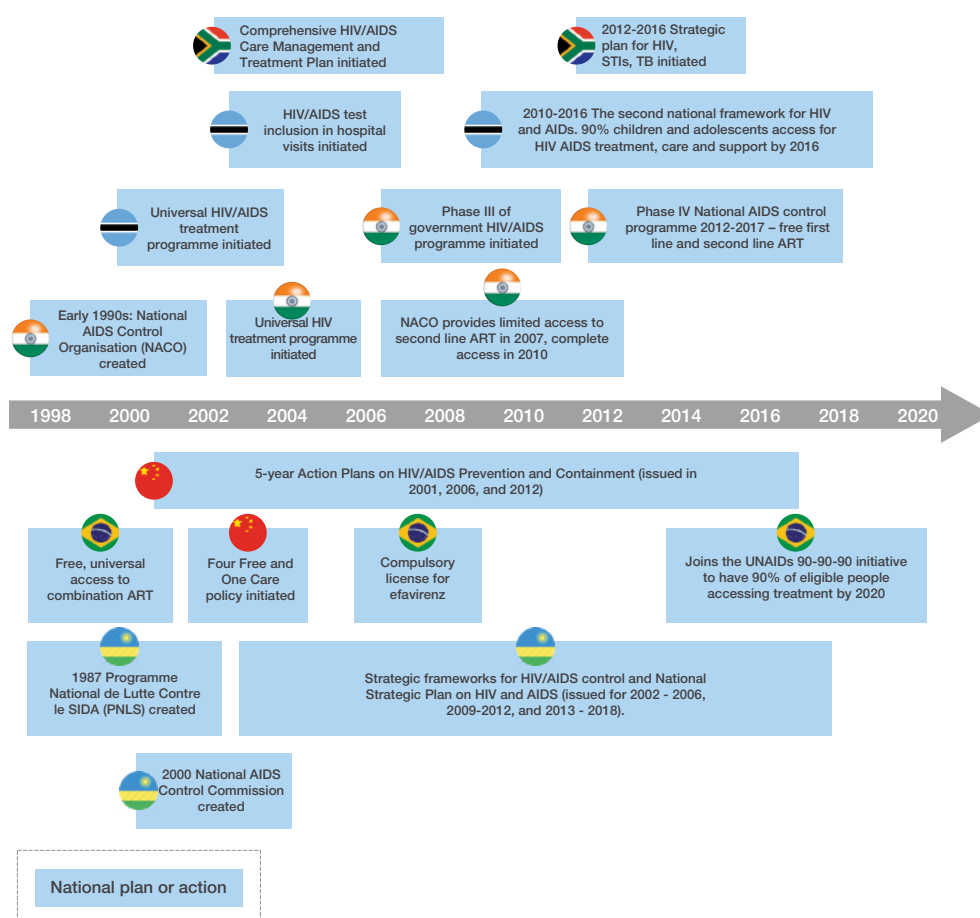 Comprehensive HIV/AIDS
Care Management and
Treatment Plan initiated
2012-2016 Strategic
plan for HIV,
STIs, TB initiated
HIV/AIDS test
inclusion in hospital
visits initiated
2010-2016 The second national framework for HIV
and AIDs. 90% children and adolescents access for
HIV AIDS treatment, care and support by 2016
Universal HIV/AIDS
treatment
programme initiated
Phase III of
government HIV/AIDS
programme initiated
Phase IV National AIDS control
programme 2012-2017 – free first
line and second line ART
Early 1990s: National
AIDS Control
Organisation (NACO)
created
Universal HIV
treatment programme
initiated
NACO provides limited access to
second line ART in 2007, complete
access in 2010
1998 2000 2002 2004 2006 2008 2010 2012 2014 2016 2018 2020
5-year Action Plans on HIV/AIDS Prevention and Containment (issued in
2001, 2006, and 2012)
Free, universal
access to
combination ART
Four Free and
One Care
policy initiated
Compulsory
license for
efavirenz
Joins the UNAIDs 90-90-90 initiative
to have 90% of eligible people
accessing treatment by 2020
1987 Programme
National de Lutte Contre
le SIDA (PNLS) created
Strategic frameworks for HIV/AIDS control and National
Strategic Plan on HIV and AIDS (issued for 2002 - 2006,
2009-2012, and 2013 - 2018).
2000 National AIDS
Control Commission
created
National plan or action